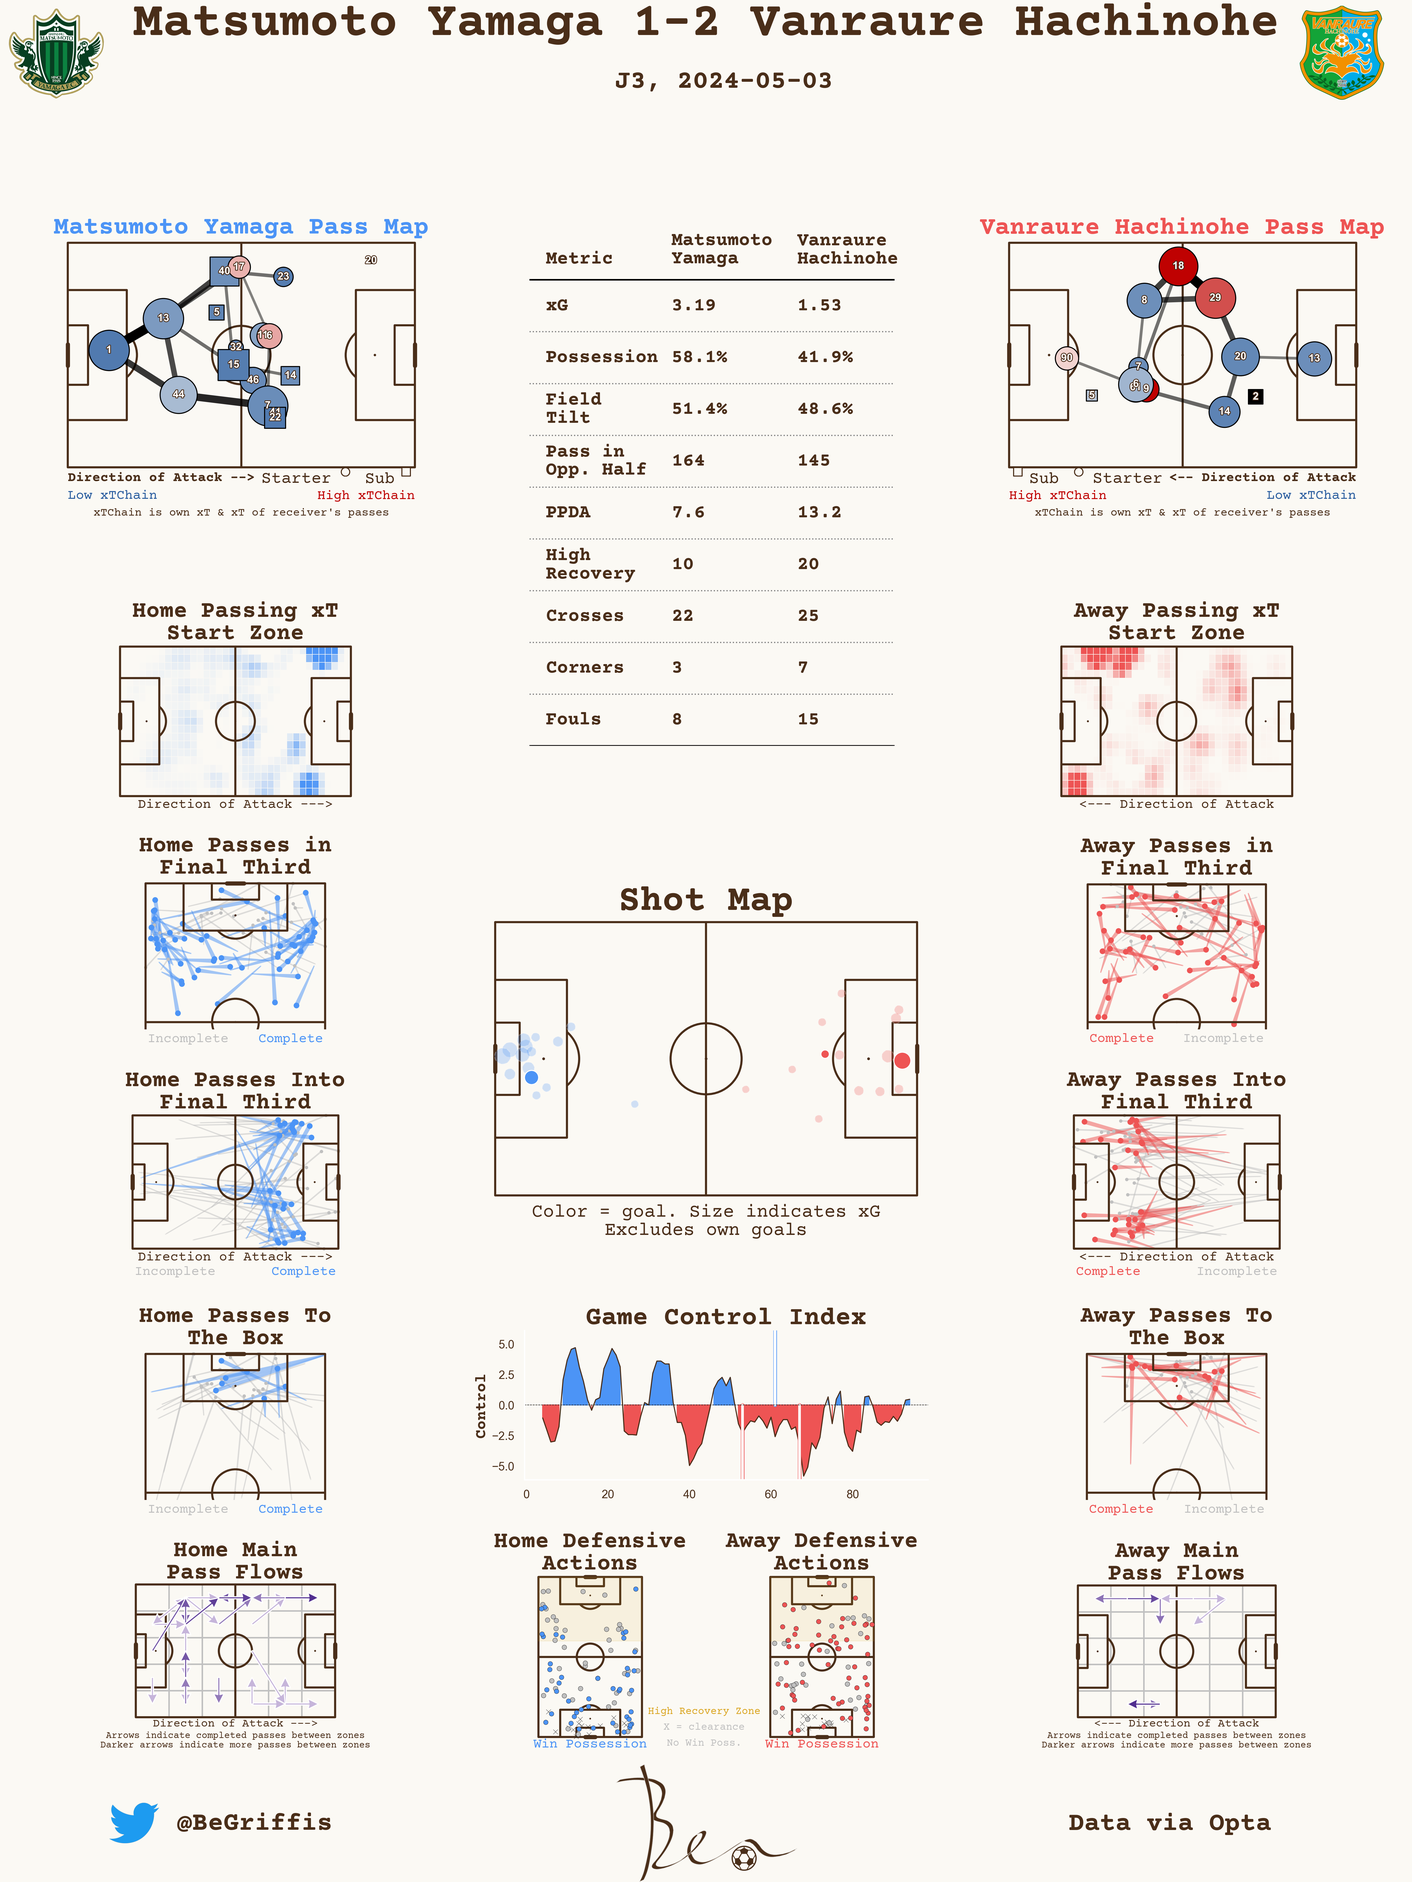 Matsumoto Yamaga 1-2 Vanraure Hachinohe
J3, 2024-05-03
MATSUMOTO
YAMAGA F.C.
VANRAURE
HACHINOHE
Matsumoto Yamaga Pass Map
40
17
23
20
5
13
11
16
1
32
15
46
14
44
7
22
Direction of Attack --> Starter Sub
Low xTChain High xTChain
xTChain is own xT & xT of receiver's passes
Metric Matsumoto Yamaga Vanraure Hachinohe
xG 3.19 1.53
Possession 58.1% 41.9%
Field Tilt 51.4% 48.6%
Pass in Opp. Half 164 145
PPDA 7.6 13.2
High Recovery 10 20
Crosses 22 25
Corners 3 7
Fouls 8 15
Vanraure Hachinohe Pass Map
18
8
29
90
7
20
13
6
9
5
2
14
Sub Starter <-- Direction of Attack
High xTChain Low xTChain
xTChain is own xT & xT of receiver's passes
Home Passing xT
Start Zone
Direction of Attack --->
Home Passes in
Final Third
Incomplete Complete
Home Passes Into
Final Third
Direction of Attack --->
Incomplete Complete
Home Passes To
The Box
Incomplete Complete
Home Main
Pass Flows
Direction of Attack --->
Arrows indicate completed passes between zones
Darker arrows indicate more passes between zones
Shot Map
Color = goal. Size indicates xG
Excludes own goals
Game Control Index
Control
5.0
2.5
0.0
−2.5
−5.0
0 20 40 60 80
Home Defensive
Actions
Win Possession
High Recovery Zone
X = clearance
No Win Poss.
Away Defensive
Actions
Win Possession
Away Passing xT
Start Zone
<--- Direction of Attack
Away Passes in
Final Third
Complete Incomplete
Away Passes Into
Final Third
<--- Direction of Attack
Complete Incomplete
Away Passes To
The Box
Complete Incomplete
Away Main
Pass Flows
<--- Direction of Attack
Arrows indicate completed passes between zones
Darker arrows indicate more passes between zones
@BeGriffis
Ben
Data via Opta